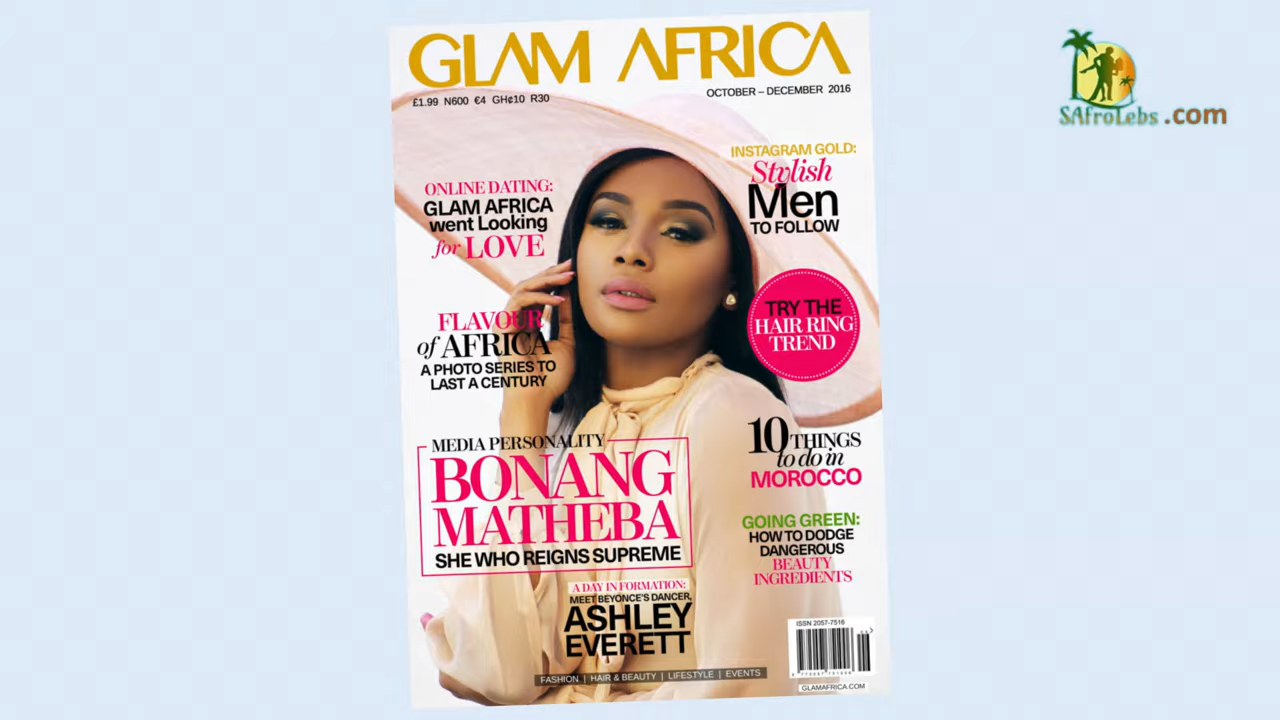 GLAM AFRICA
£1.99 N600 €4 GH¢10 R30
OCTOBER – DECEMBER 2016
SAfroLebs.com
INSTAGRAM GOLD:
Stylish
Men
TO FOLLOW
ONLINE DATING:
GLAM AFRICA
went Looking
for LOVE
TRY THE
HAIR RING
TREND
FLAVOUR
of AFRICA
A PHOTO SERIES TO
LAST A CENTURY
MEDIA PERSONALITY
BONANG
MATHEBA
SHE WHO REIGNS SUPREME
10 THINGS
to do in
MOROCCO
GOING GREEN:
HOW TO DODGE
DANGEROUS
BEAUTY
INGREDIENTS
A DAY IN FORMATION:
MEET BEYONCE'S DANCER,
ASHLEY
EVERETT
FASHION | HAIR & BEAUTY | LIFESTYLE | EVENTS
ISSN 2057-7516
GLAMAFRICA.COM